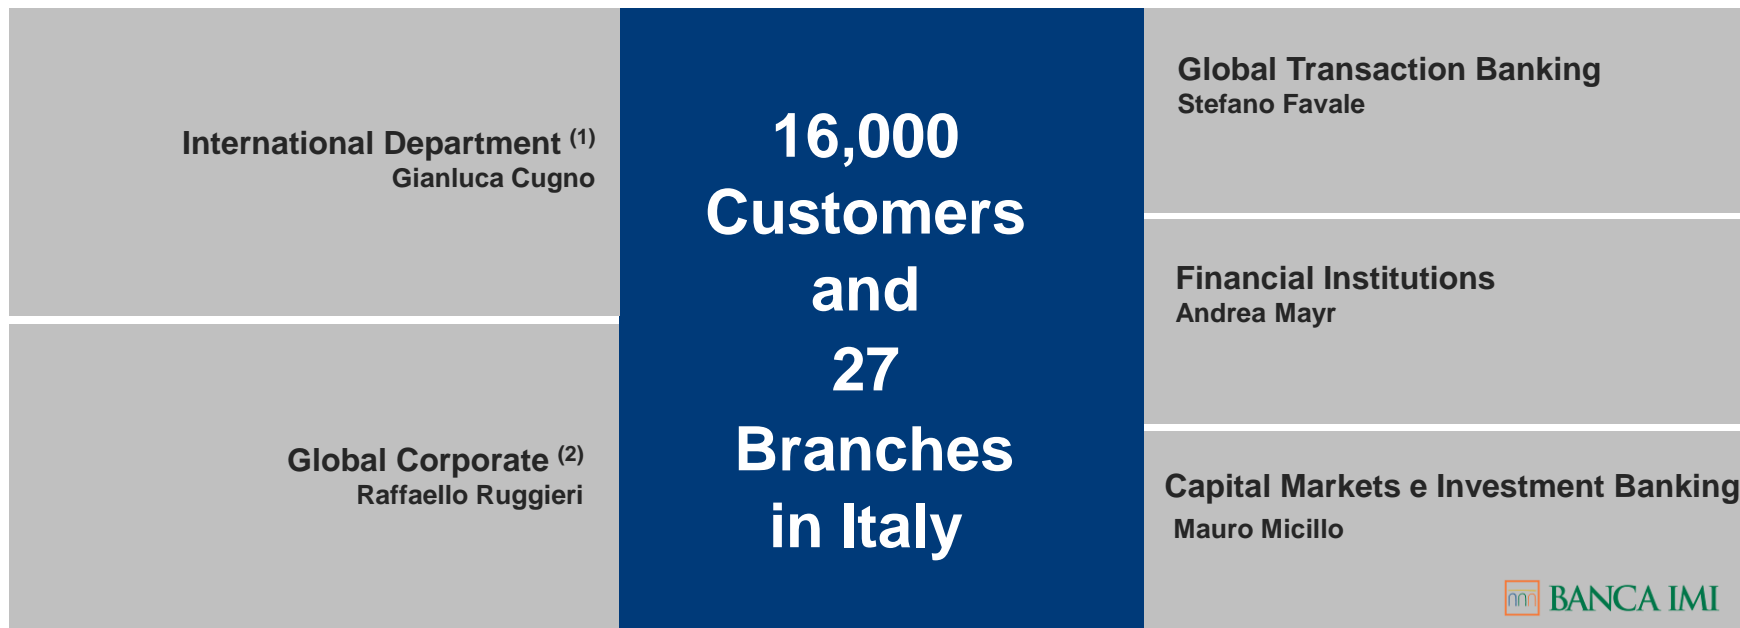 International Department (1)
Gianluca Cugno
Global Corporate (2)
Raffaello Ruggieri
16,000
Customers
and
27
Branches
in Italy
Global Transaction Banking
Stefano Favale
Financial Institutions
Andrea Mayr
Capital Markets e Investment Banking
Mauro Micillo
BANCA IMI